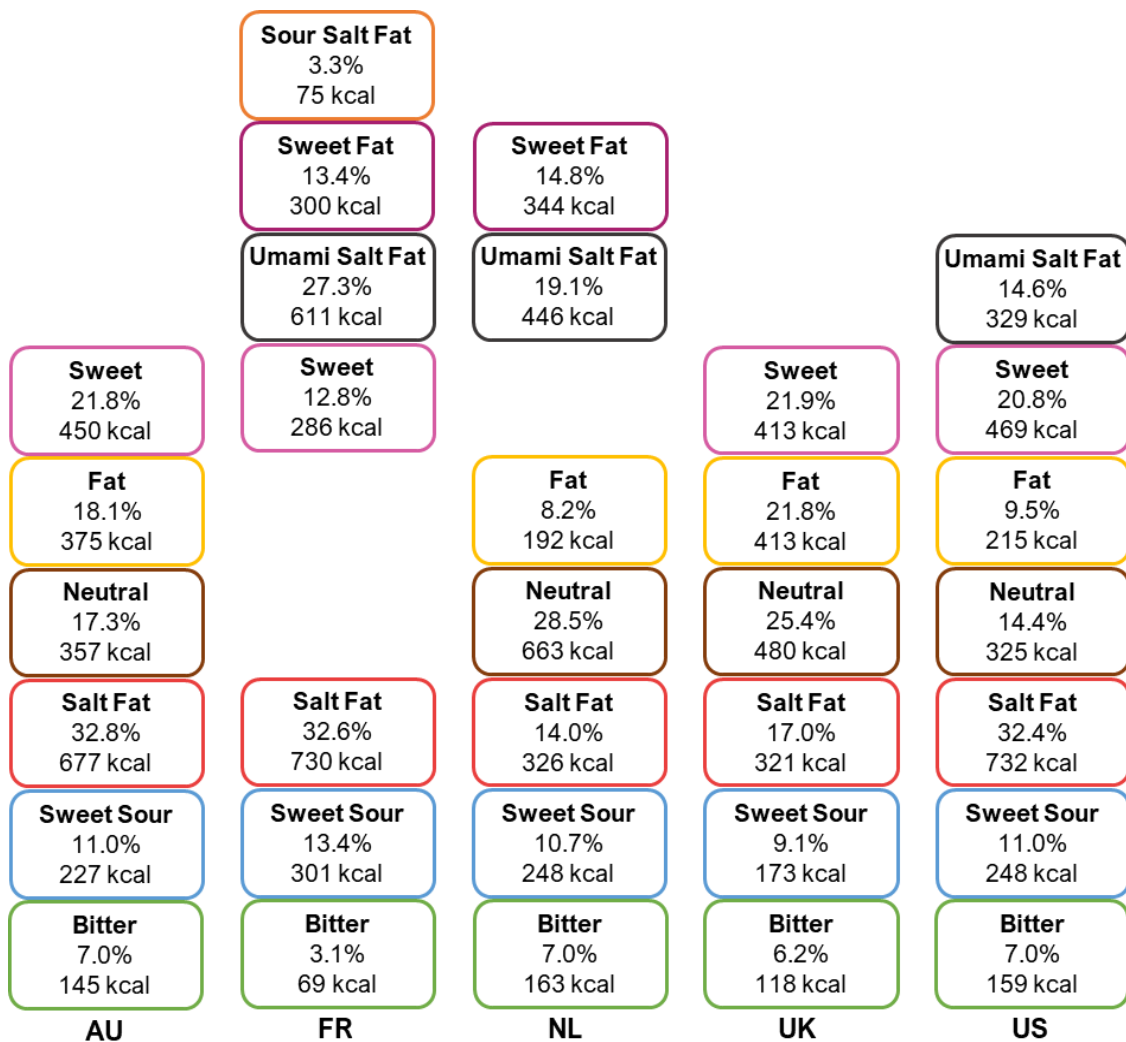 Sour Salt Fat
3.3%
75 kcal
Sweet Fat
13.4%
300 kcal
Sweet Fat
14.8%
344 kcal
Umami Salt Fat
27.3%
611 kcal
Umami Salt Fat
19.1%
446 kcal
Umami Salt Fat
14.6%
329 kcal
Sweet
21.8%
450 kcal
Sweet
12.8%
286 kcal
Sweet
21.9%
413 kcal
Sweet
20.8%
469 kcal
Fat
18.1%
375 kcal
Fat
8.2%
192 kcal
Fat
21.8%
413 kcal
Fat
9.5%
215 kcal
Neutral
17.3%
357 kcal
Neutral
28.5%
663 kcal
Neutral
25.4%
480 kcal
Neutral
14.4%
325 kcal
Salt Fat
32.8%
677 kcal
Salt Fat
32.6%
730 kcal
Salt Fat
14.0%
326 kcal
Salt Fat
17.0%
321 kcal
Salt Fat
32.4%
732 kcal
Sweet Sour
11.0%
227 kcal
Sweet Sour
13.4%
301 kcal
Sweet Sour
10.7%
248 kcal
Sweet Sour
9.1%
173 kcal
Sweet Sour
11.0%
248 kcal
Bitter
7.0%
145 kcal
Bitter
3.1%
69 kcal
Bitter
7.0%
163 kcal
Bitter
6.2%
118 kcal
Bitter
7.0%
159 kcal
AU
FR
NL
UK
US